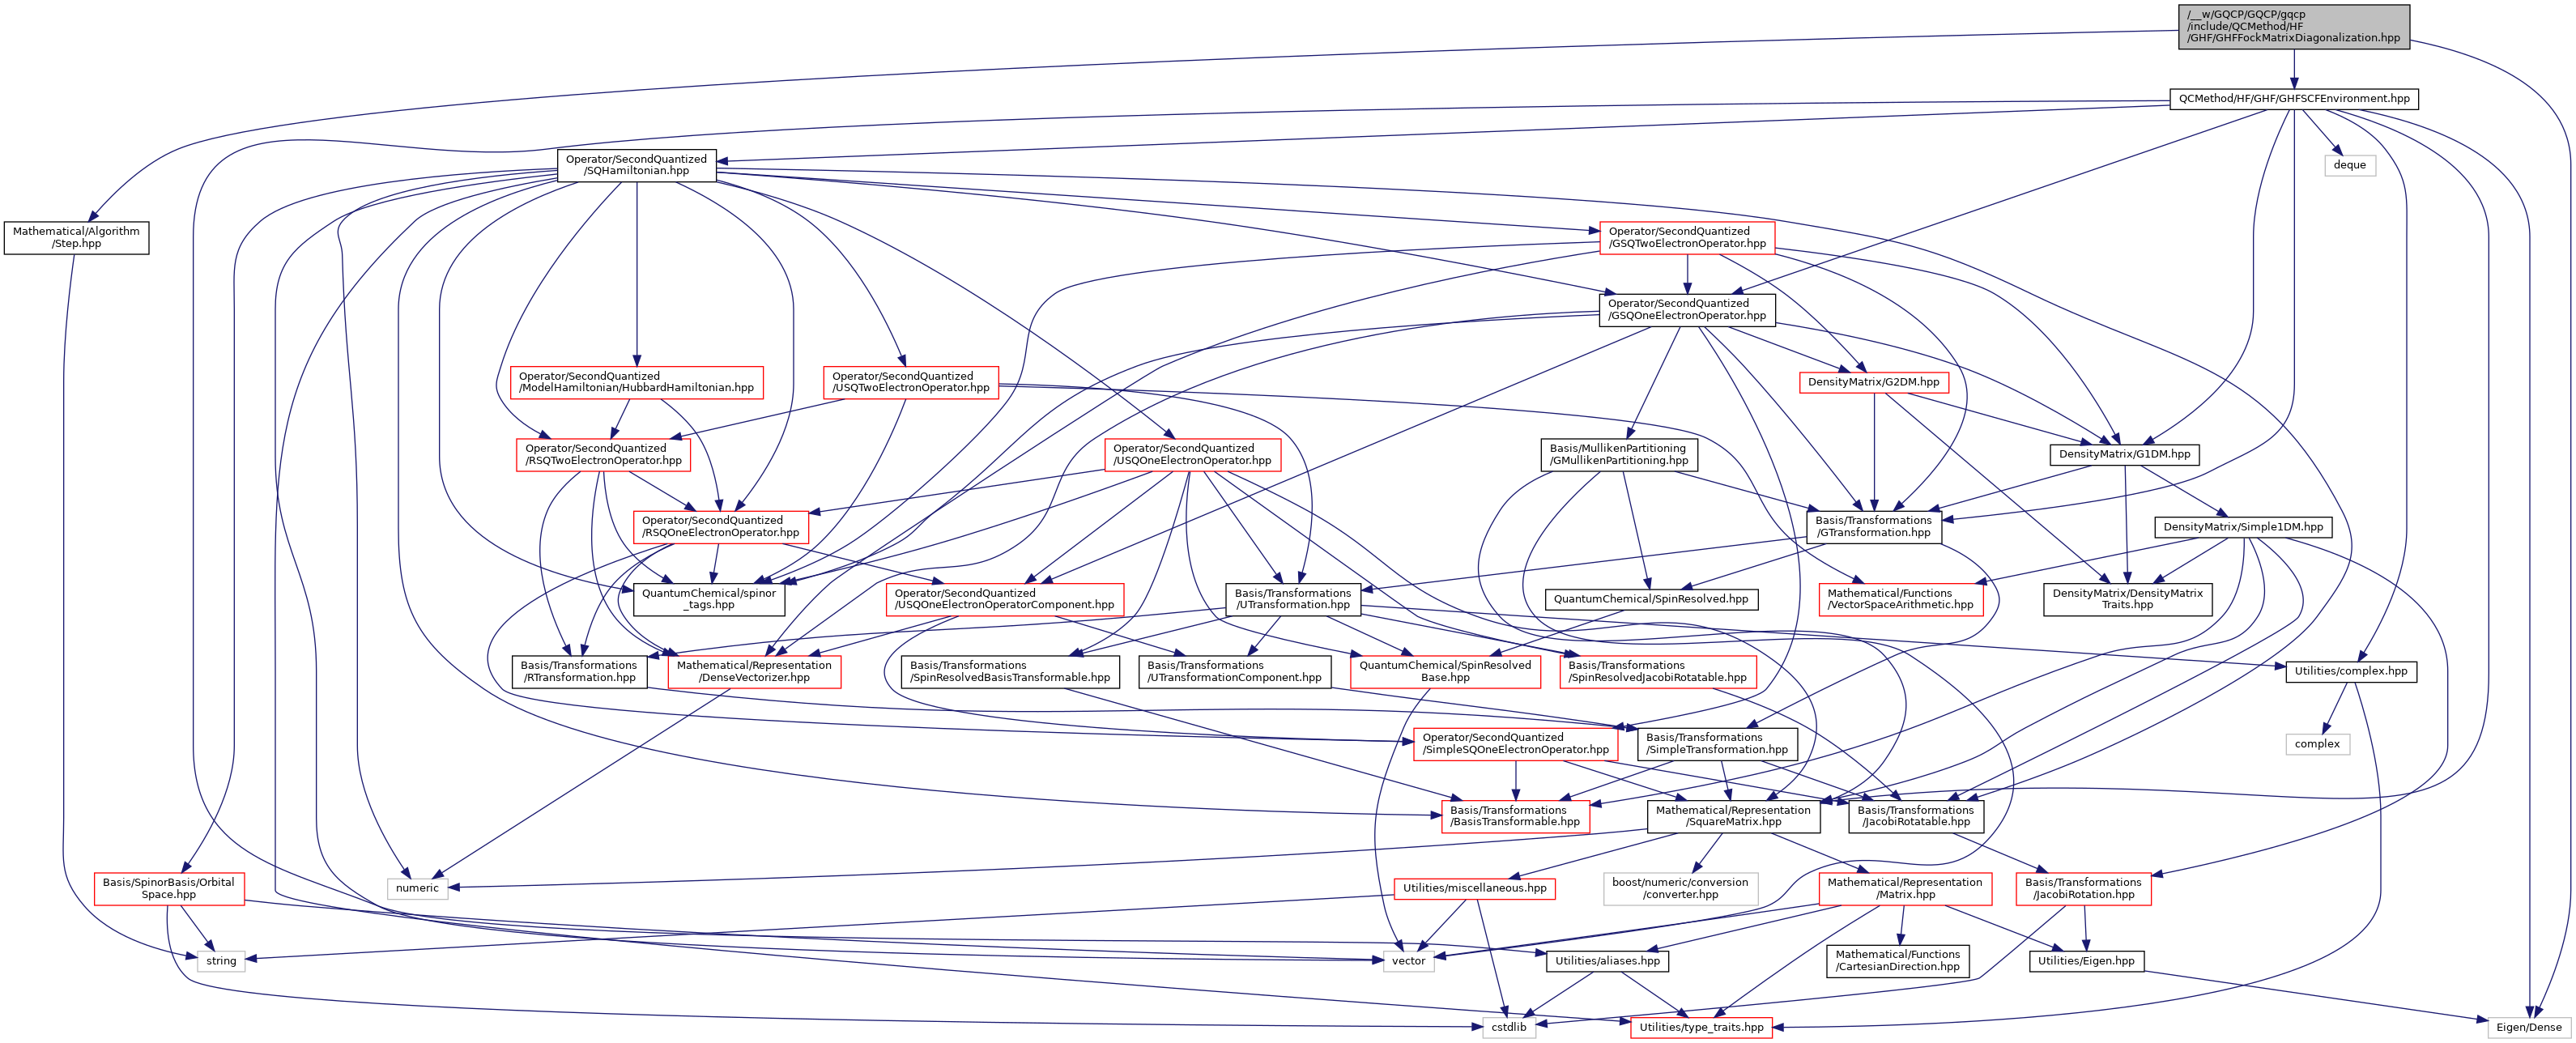 /__w/GQCP/GQCP/gqcp
/include/QCMethod/HF
/GHF/GHFFockMatrixDiagonalization.hpp
QCMethod/HF/GHF/GHFSCFEnvironment.hpp
Operator/SecondQuantized
/SQHamiltonian.hpp
deque
Mathematical/Algorithm
/Step.hpp
Operator/SecondQuantized
/GSQTwoElectronOperator.hpp
Operator/SecondQuantized
/GSQOneElectronOperator.hpp
Operator/SecondQuantized
/ModelHamiltonian/HubbardHamiltonian.hpp
Operator/SecondQuantized
/USQTwoElectronOperator.hpp
DensityMatrix/G2DM.hpp
Operator/SecondQuantized
/RSQTwoElectronOperator.hpp
Operator/SecondQuantized
/USQOneElectronOperator.hpp
Basis/MullikenPartitioning
/GMullikenPartitioning.hpp
DensityMatrix/G1DM.hpp
Operator/SecondQuantized
/RSQOneElectronOperator.hpp
Basis/Transformations
/GTransformation.hpp
DensityMatrix/Simple1DM.hpp
QuantumChemical/spinor
_tags.hpp
Operator/SecondQuantized
/USQOneElectronOperatorComponent.hpp
Basis/Transformations
/UTransformation.hpp
QuantumChemical/SpinResolved.hpp
Mathematical/Functions
/VectorSpaceArithmetic.hpp
DensityMatrix/DensityMatrix
Traits.hpp
Basis/Transformations
/RTransformation.hpp
Mathematical/Representation
/DenseVectorizer.hpp
Basis/Transformations
/SpinResolvedBasisTransformable.hpp
Basis/Transformations
/UTransformationComponent.hpp
QuantumChemical/SpinResolved
Base.hpp
Basis/Transformations
/SpinResolvedJacobiRotatable.hpp
Utilities/complex.hpp
Operator/SecondQuantized
/SimpleSQOneElectronOperator.hpp
Basis/Transformations
/SimpleTransformation.hpp
complex
Basis/Transformations
/BasisTransformable.hpp
Mathematical/Representation
/SquareMatrix.hpp
Basis/Transformations
/JacobiRotatable.hpp
Basis/SpinorBasis/Orbital
Space.hpp
numeric
Utilities/miscellaneous.hpp
boost/numeric/conversion
/converter.hpp
Mathematical/Representation
/Matrix.hpp
Basis/Transformations
/JacobiRotation.hpp
string
vector
Utilities/aliases.hpp
Mathematical/Functions
/CartesianDirection.hpp
Utilities/Eigen.hpp
cstdlib
Utilities/type_traits.hpp
Eigen/Dense